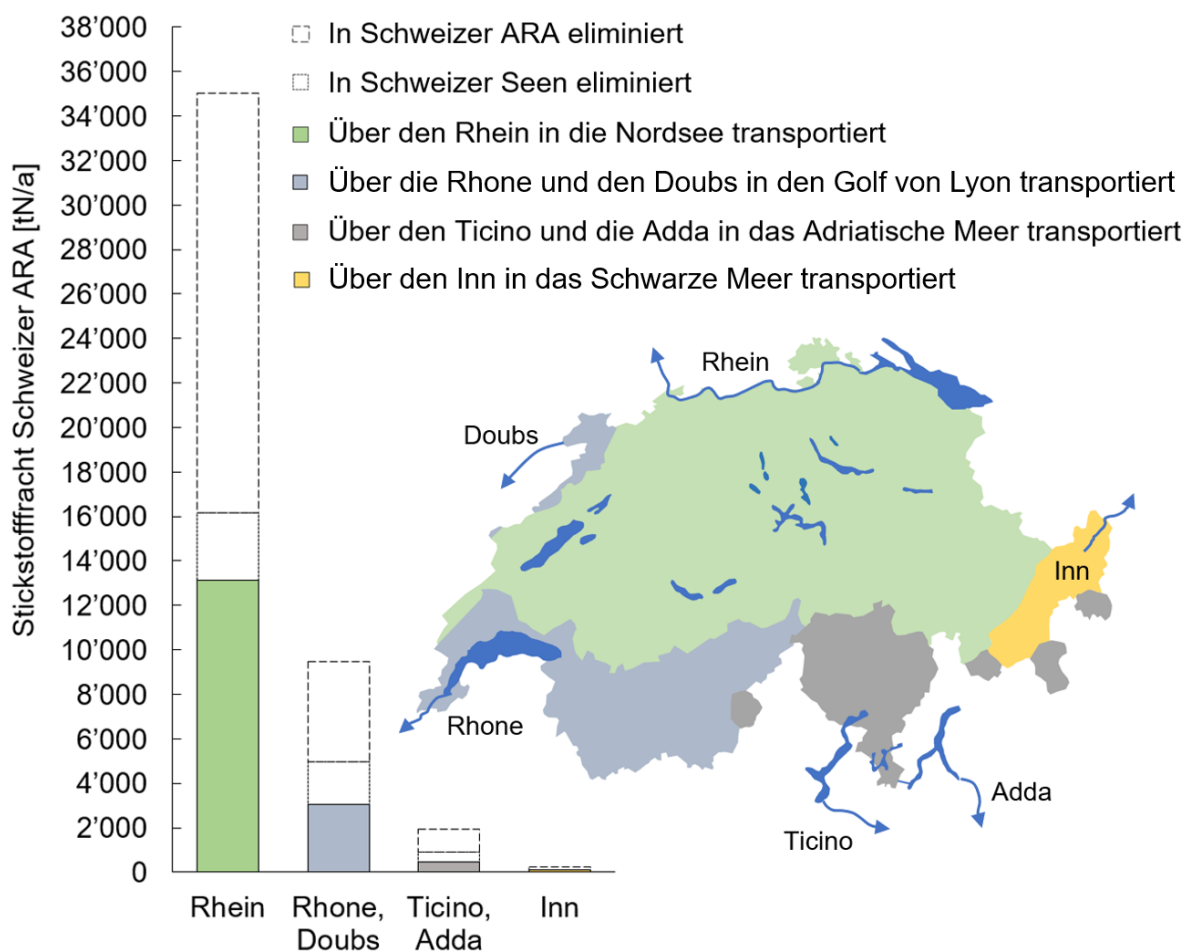 Stickstofffracht Schweizer ARA [tN/a]
38’000
36’000
34’000
32’000
30’000
28’000
26’000
24’000
22’000
20’000
18’000
16’000
14’000
12’000
10’000
8’000
6’000
4’000
2’000
0
In Schweizer ARA eliminiert
In Schweizer Seen eliminiert
Über den Rhein in die Nordsee transportiert
Über die Rhone und den Doubs in den Golf von Lyon transportiert
Über den Ticino und die Adda in das Adriatische Meer transportiert
Über den Inn in das Schwarze Meer transportiert
Rhein
Doubs
Inn
Rhone
Adda
Ticino
Rhein
Rhone,
Doubs
Ticino,
Adda
Inn